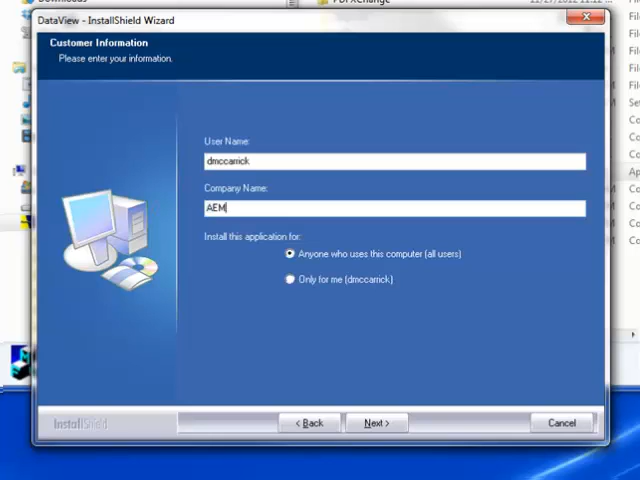 DataView - InstallShield Wizard
Customer Information
Please enter your information.
User Name:
dmccarrick
Company Name:
AEM
Install this application for:
Anyone who uses this computer (all users)
Only for me (dmccarrick)
InstallShield
< Back
Next >
Cancel